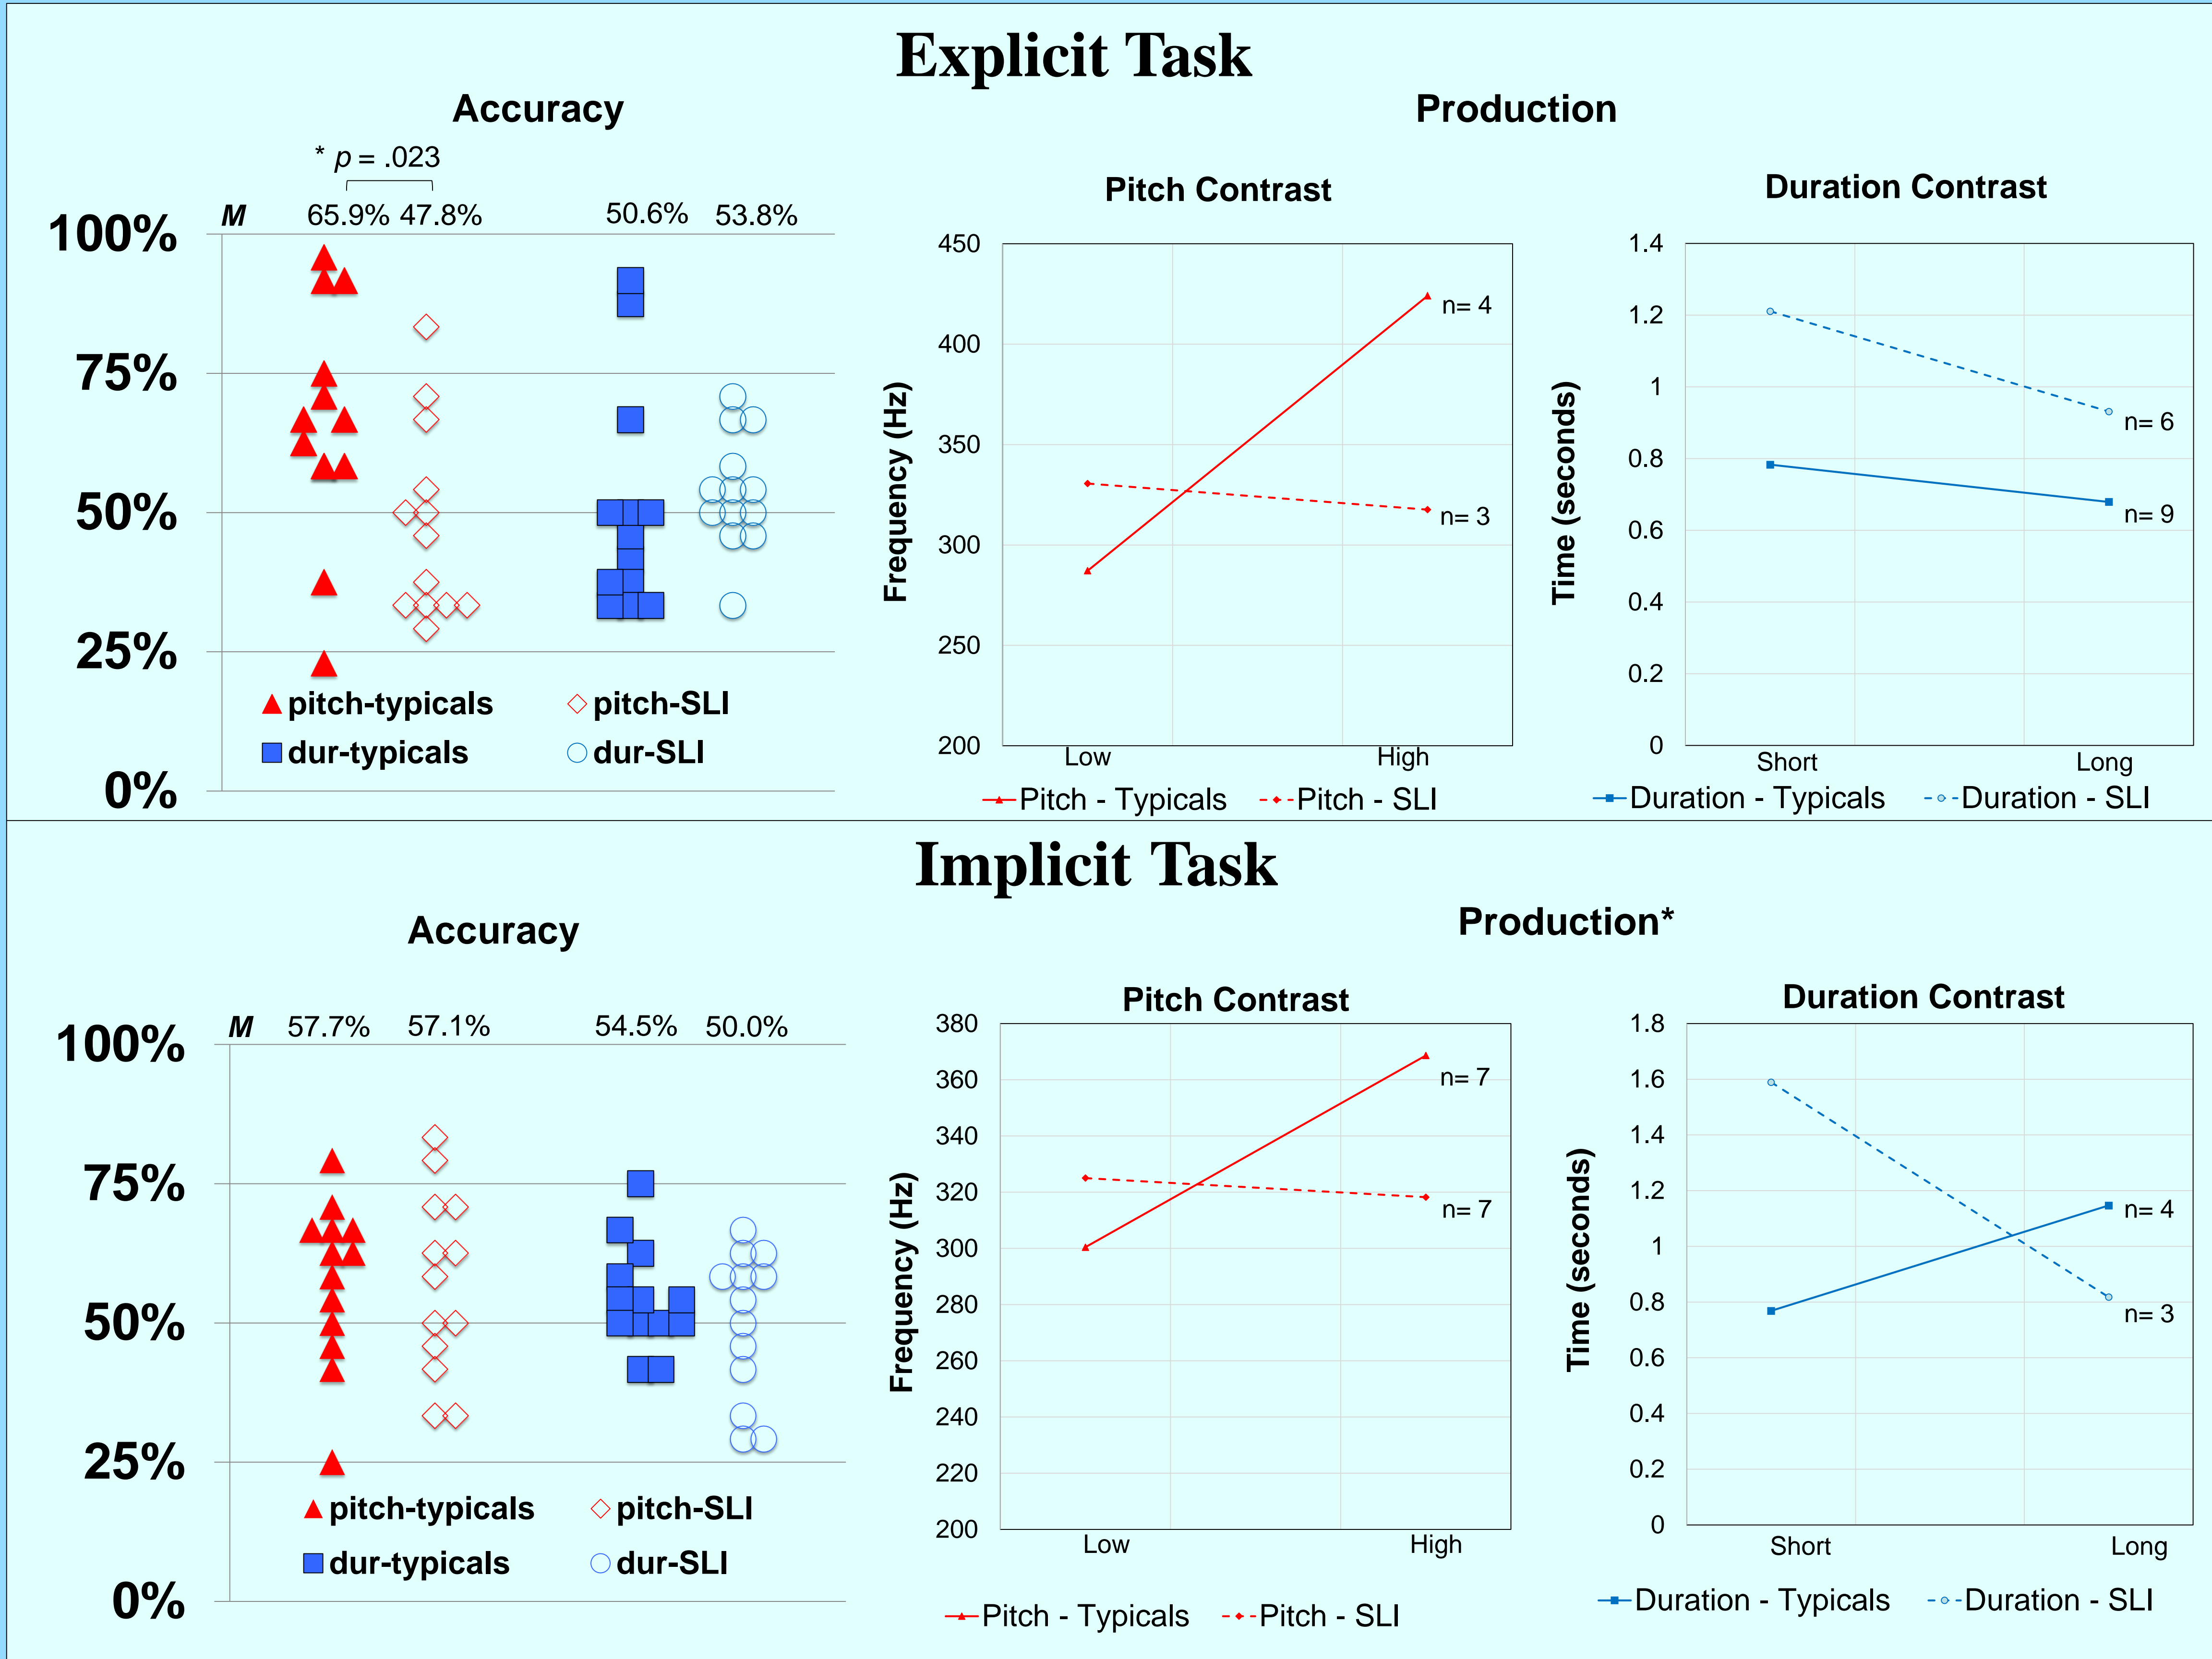 Explicit Task
Accuracy
* p = .023
M 65.9% 47.8% 50.6% 53.8%
100%
75%
50%
25%
0%
pitch-typicals pitch-SLI
dur-typicals dur-SLI
Production
Pitch Contrast
Frequency (Hz)
450
400
350
300
250
200
n= 4
n= 3
Low High
Pitch - Typicals Pitch - SLI
Duration Contrast
Time (seconds)
1.4
1.2
1
0.8
0.6
0.4
0.2
0
n= 6
n= 9
Short Long
Duration - Typicals Duration - SLI
Implicit Task
Accuracy
M 57.7% 57.1% 54.5% 50.0%
100%
75%
50%
25%
0%
pitch-typicals pitch-SLI
dur-typicals dur-SLI
Production*
Pitch Contrast
Frequency (Hz)
380
360
340
320
300
280
260
240
220
200
n= 7
n= 7
Low High
Pitch - Typicals Pitch - SLI
Duration Contrast
Time (seconds)
1.8
1.6
1.4
1.2
1
0.8
0.6
0.4
0.2
0
n= 4
n= 3
Short Long
Duration - Typicals Duration - SLI